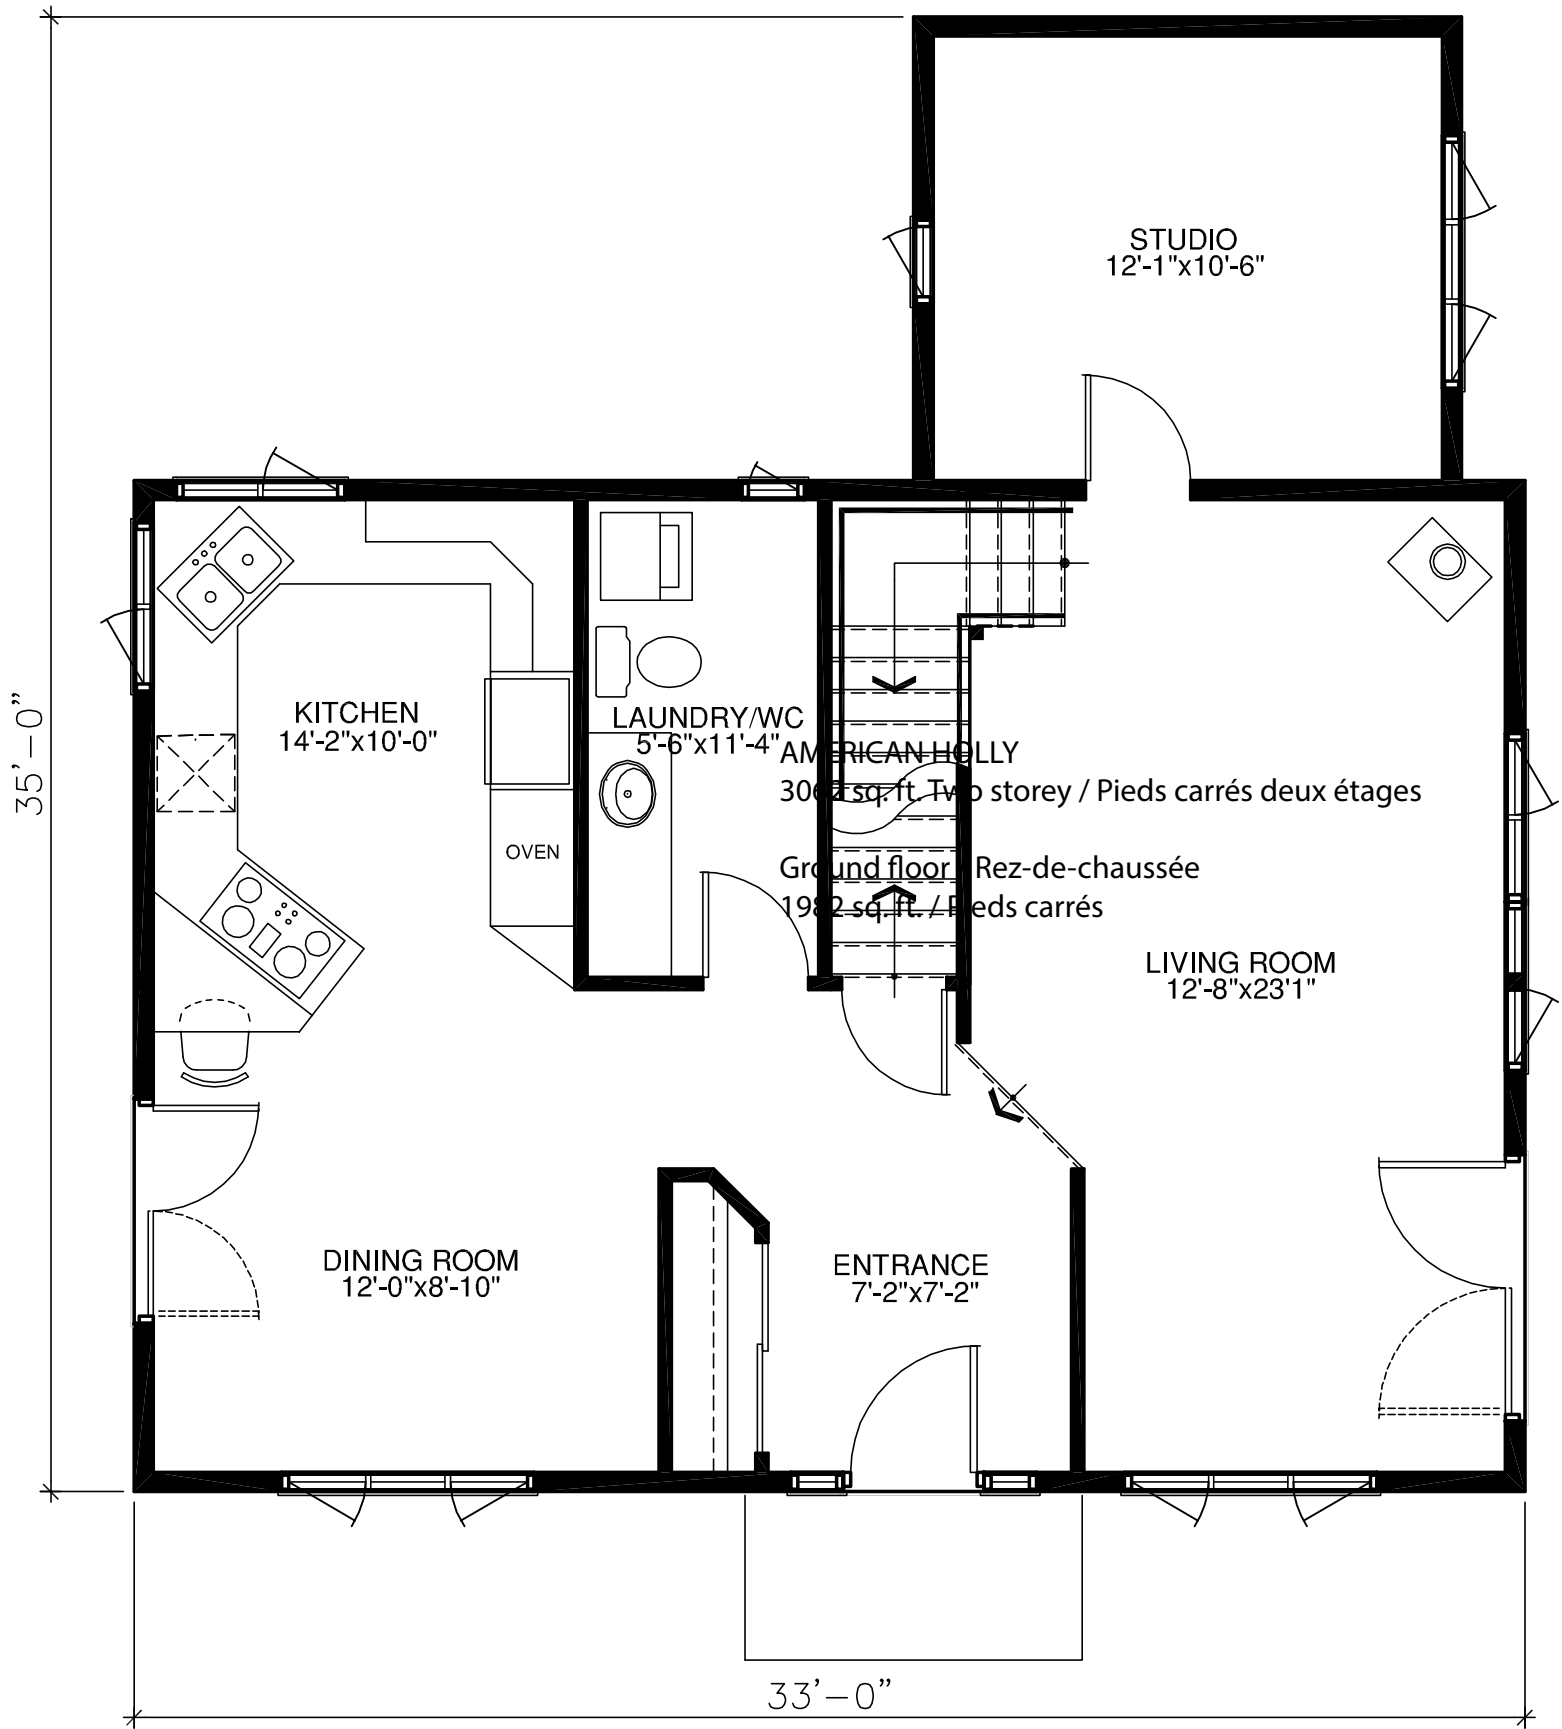 STUDIO
12'-1"x10'-6"
35'-0"
KITCHEN
14'-2"x10'-0"
LAUNDRY/WC
5'-6"x11'-4"
AMERICAN HOLLY
3062 sq. ft. Two storey / Pieds carrés deux étages
OVEN
Ground floor / Rez-de-chaussée
1982 sq. ft. / Pieds carrés
LIVING ROOM
12'-8"x23'1"
DINING ROOM
12'-0"x8'-10"
ENTRANCE
7'-2"x7'-2"
33'-0"